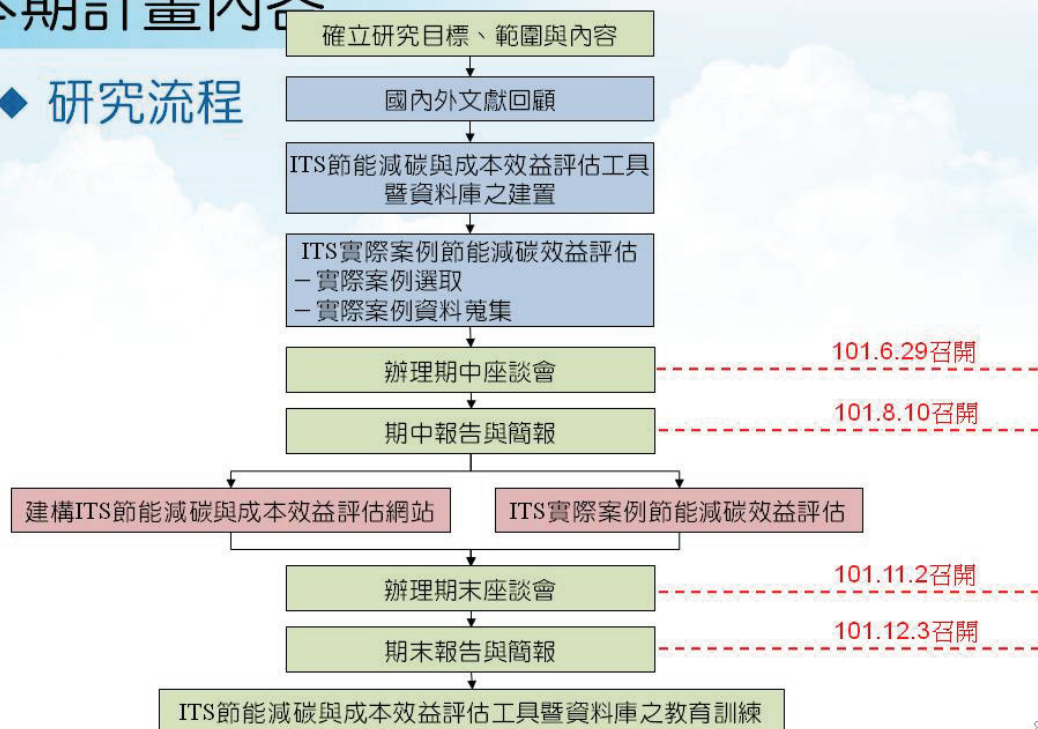 本期計畫內容
◆ 研究流程
確立研究目標、範圍與內容
國內外文獻回顧
ITS節能減碳與成本效益評估工具
暨資料庫之建置
ITS實際案例節能減碳效益評估
－實際案例選取
－實際案例資料蒐集
辦理期中座談會
101.6.29召開
期中報告與簡報
101.8.10召開
建構ITS節能減碳與成本效益評估網站
ITS實際案例節能減碳效益評估
辦理期末座談會
101.11.2召開
期末報告與簡報
101.12.3召開
ITS節能減碳與成本效益評估工具暨資料庫之教育訓練